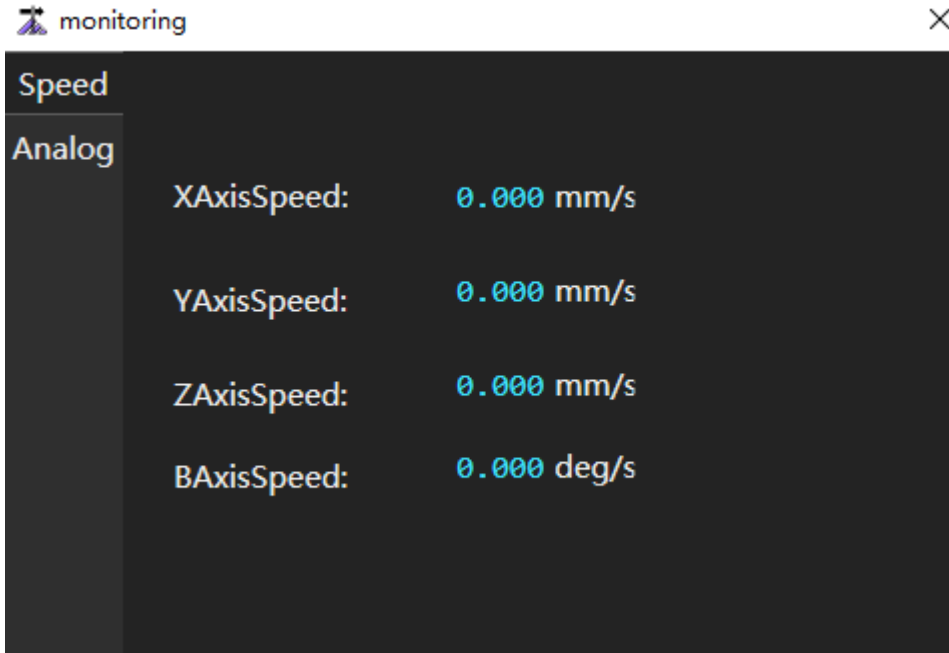 monitoring
Speed
Analog
XAxisSpeed: 0.000 mm/s
YAxisSpeed: 0.000 mm/s
ZAxisSpeed: 0.000 mm/s
BAxisSpeed: 0.000 deg/s